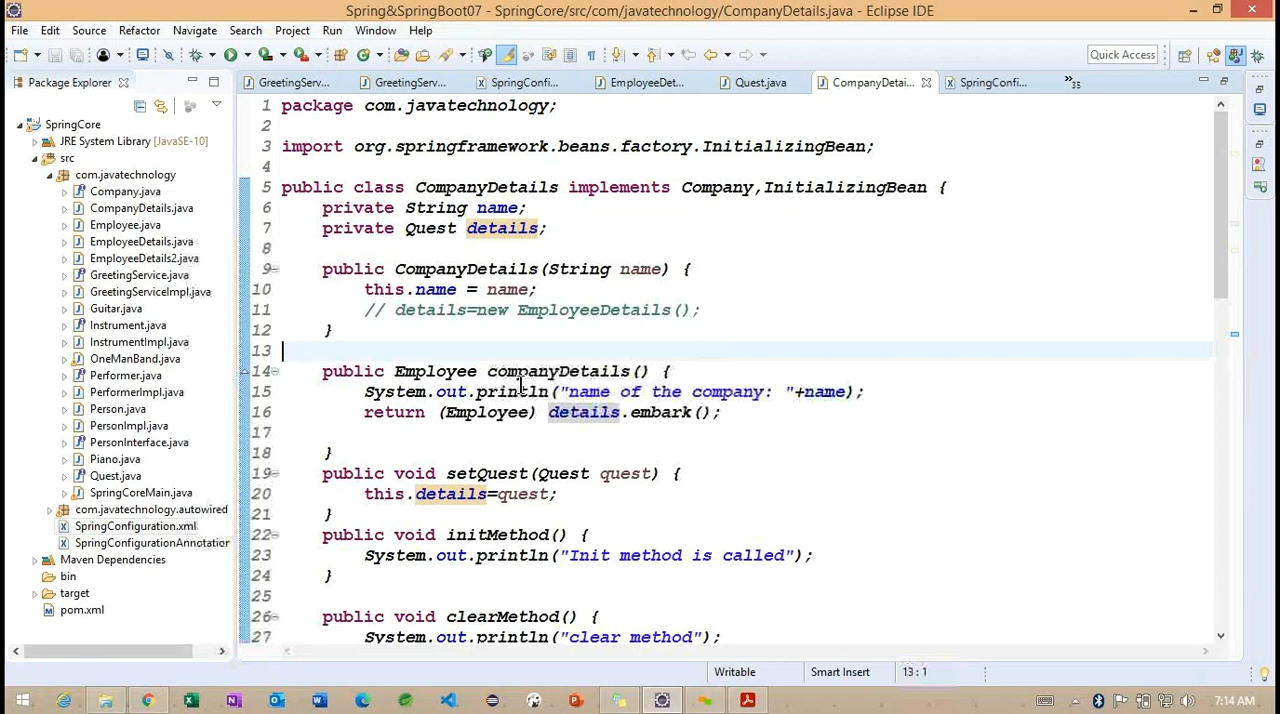 Spring&SpringBoot07 - SpringCore/src/com/javatechnology/CompanyDetails.java - Eclipse IDE
File Edit Source Refactor Navigate Search Project Run Window Help
Quick Access
Package Explorer
GreetingServ... GreetingServ... SpringConfi... EmployeeDet... Quest.java CompanyDetai... SpringConfi... »35
SpringCore
JRE System Library [JavaSE-10]
src
com.javatechnology
Company.java
CompanyDetails.java
Employee.java
EmployeeDetails.java
EmployeeDetails2.java
GreetingService.java
GreetingServiceImpl.java
Guitar.java
Instrument.java
InstrumentImpl.java
OneManBand.java
Performer.java
PerformerImpl.java
Person.java
PersonImpl.java
PersonInterface.java
Piano.java
Quest.java
SpringCoreMain.java
com.javatechnology.autowired
SpringConfiguration.xml
SpringConfigurationAnnotation
Maven Dependencies
bin
target
pom.xml
1 package com.javatechnology;
2
3 import org.springframework.beans.factory.InitializingBean;
4
5 public class CompanyDetails implements Company,InitializingBean {
6 private String name;
7 private Quest details;
8
9 public CompanyDetails(String name) {
10 this.name = name;
11 // details=new EmployeeDetails();
12 }
13
14 public Employee companyDetails() {
15 System.out.println("name of the company: "+name);
16 return (Employee) details.embark();
17
18 }
19 public void setQuest(Quest quest) {
20 this.details=quest;
21 }
22 public void initMethod() {
23 System.out.println("Init method is called");
24 }
25
26 public void clearMethod() {
27 System.out.println("clear method");
Writable Smart Insert 13 : 1
7:14 AM